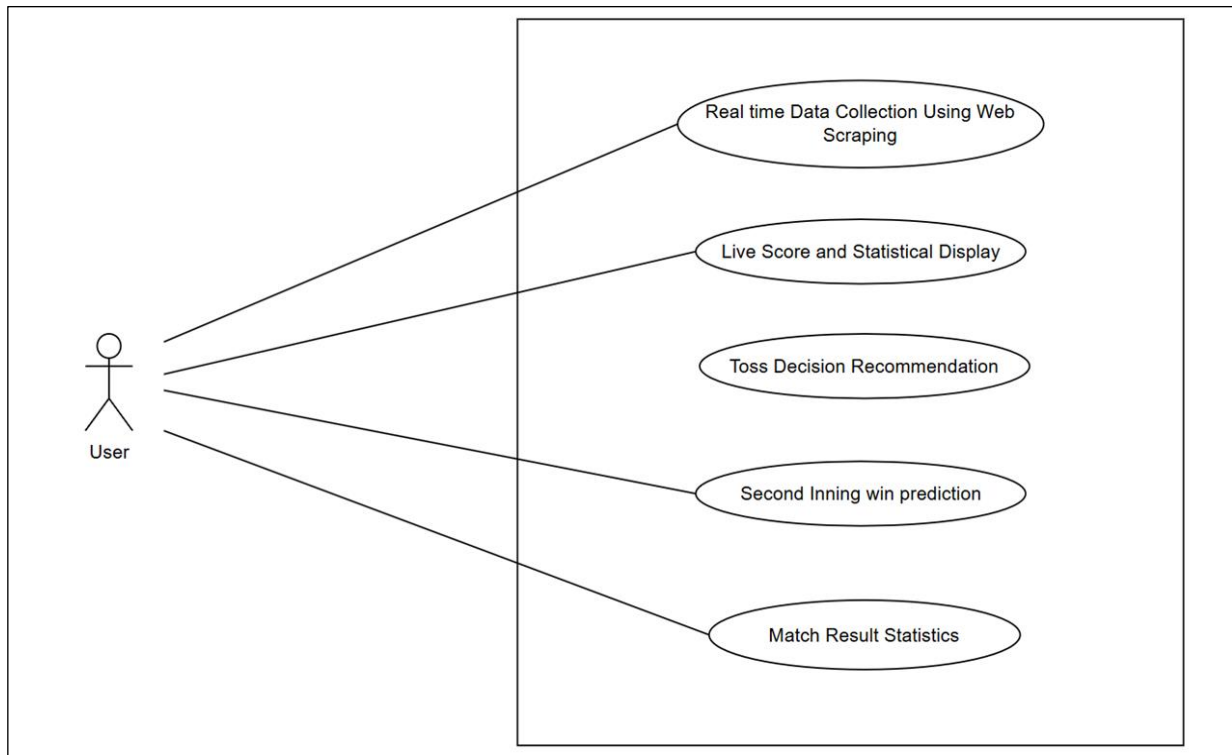 Real time Data Collection Using Web
Scraping
Live Score and Statistical Display
Toss Decision Recommendation
User
Second Inning win prediction
Match Result Statistics